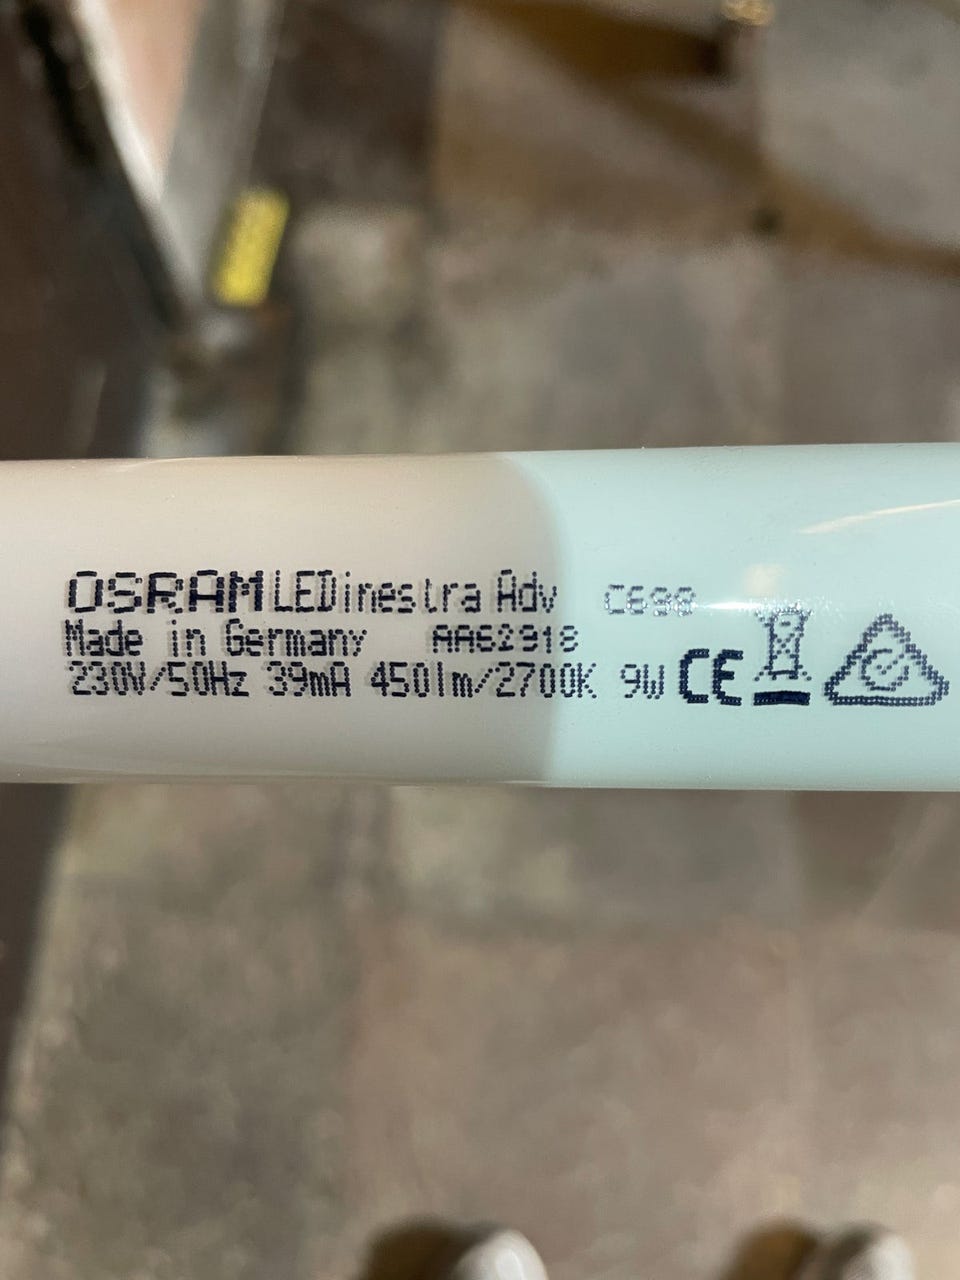 OSRAM LEDinestra Adv C698
Made in Germany AA62918
230V/50Hz 39mA 450lm/2700K 9W CE